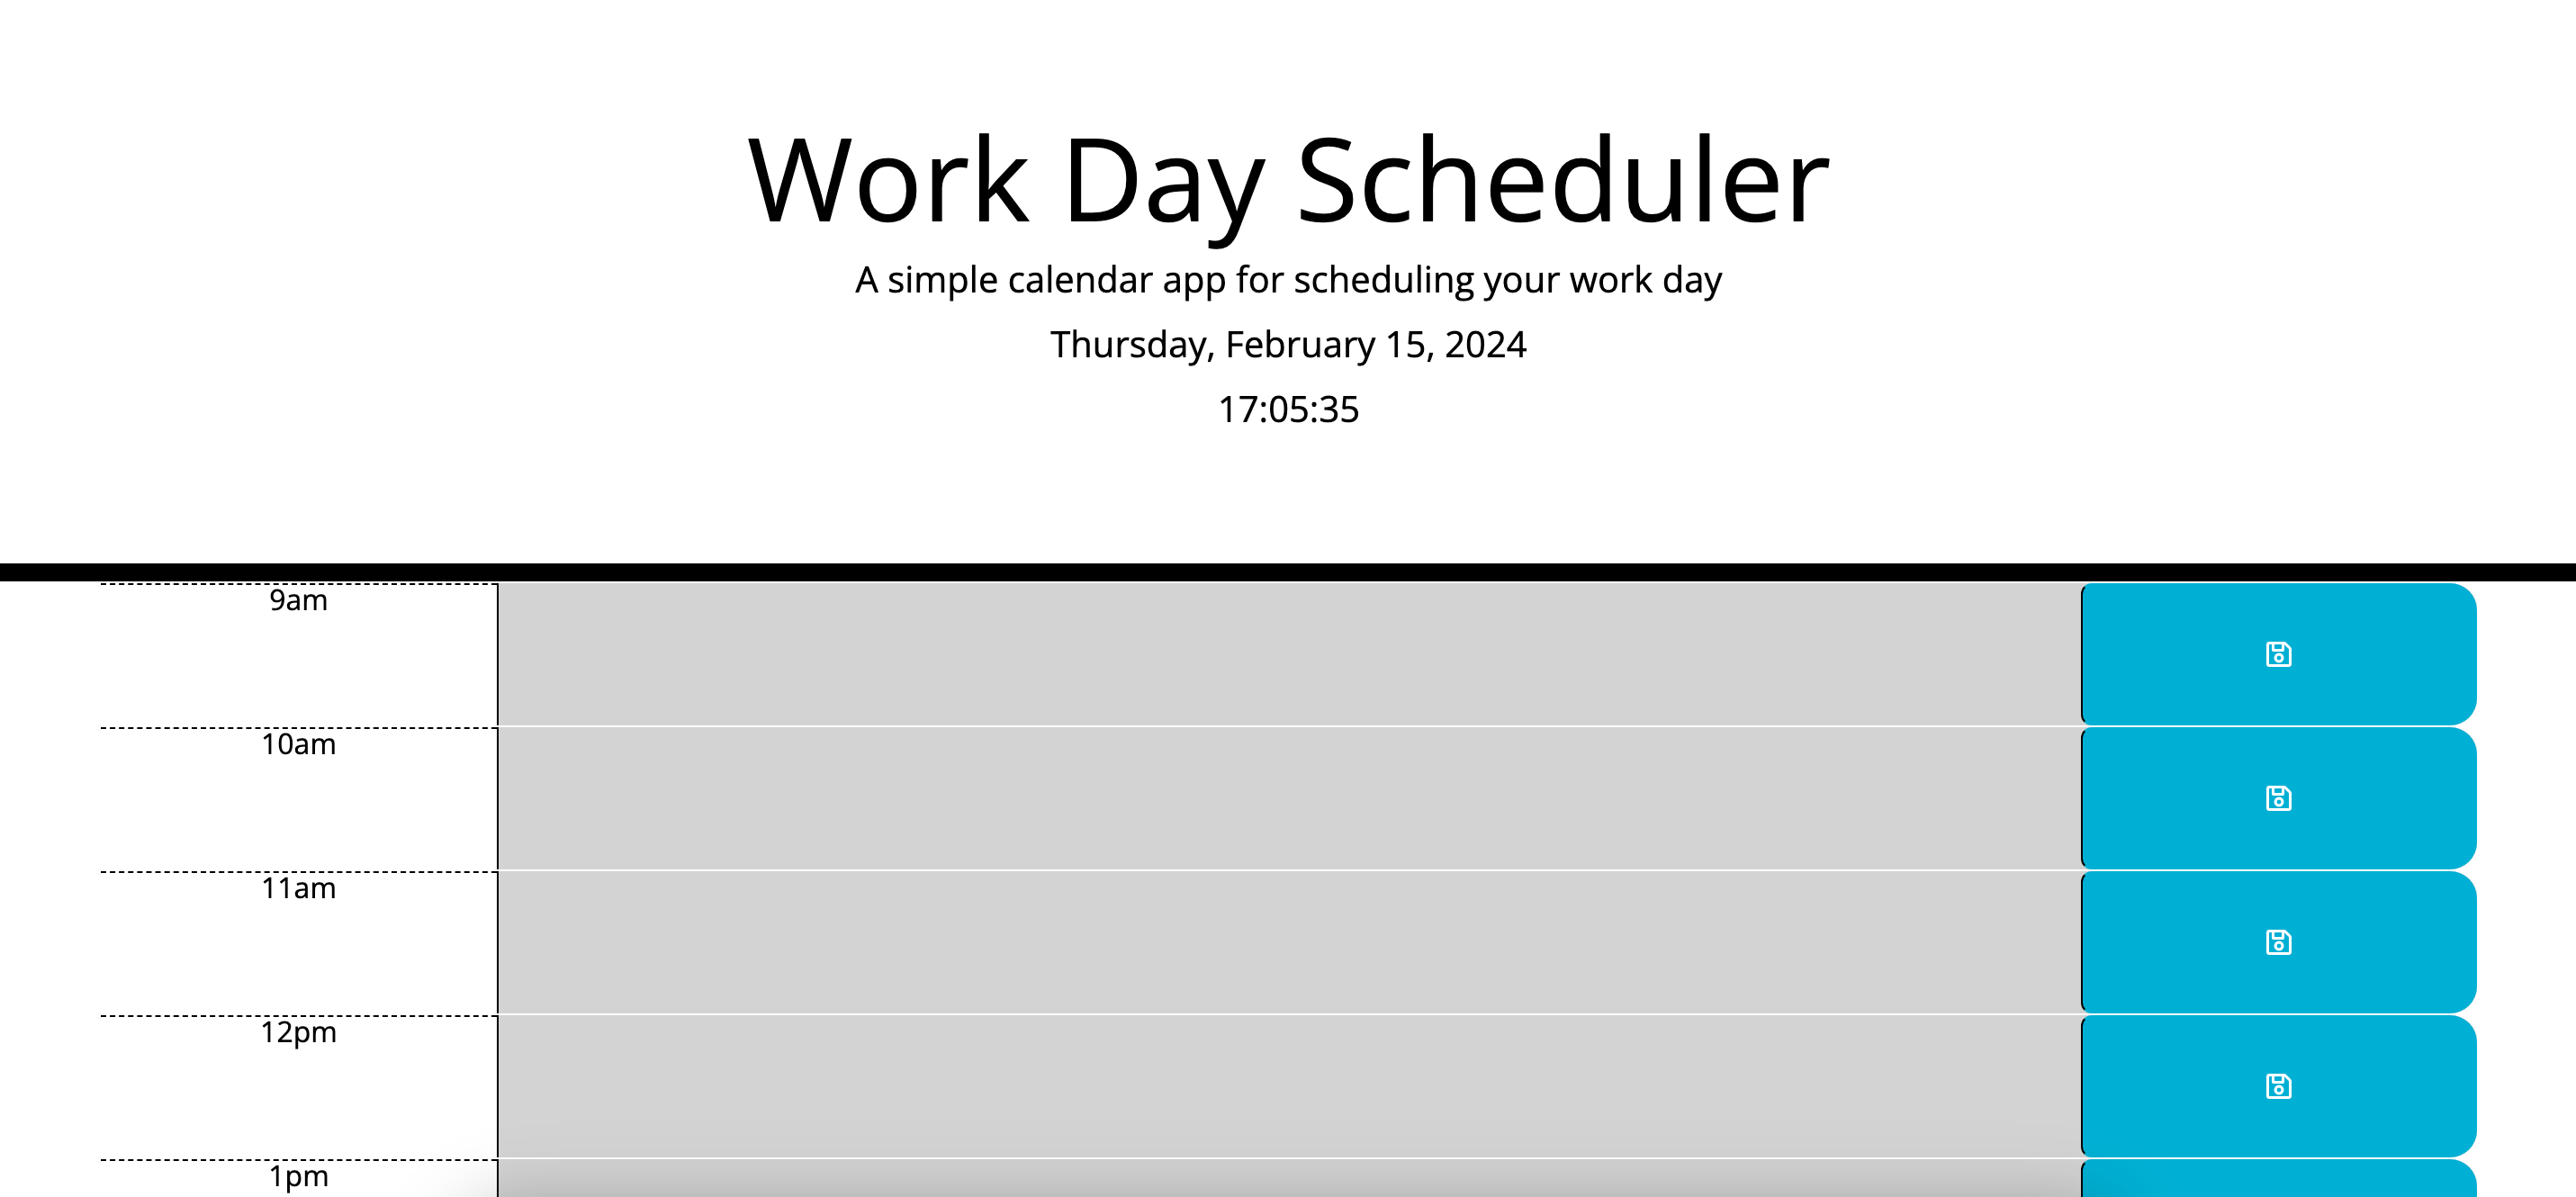 Work Day Scheduler
A simple calendar app for scheduling your work day
Thursday, February 15, 2024
17:05:35
9am
10am
11am
12pm
1pm